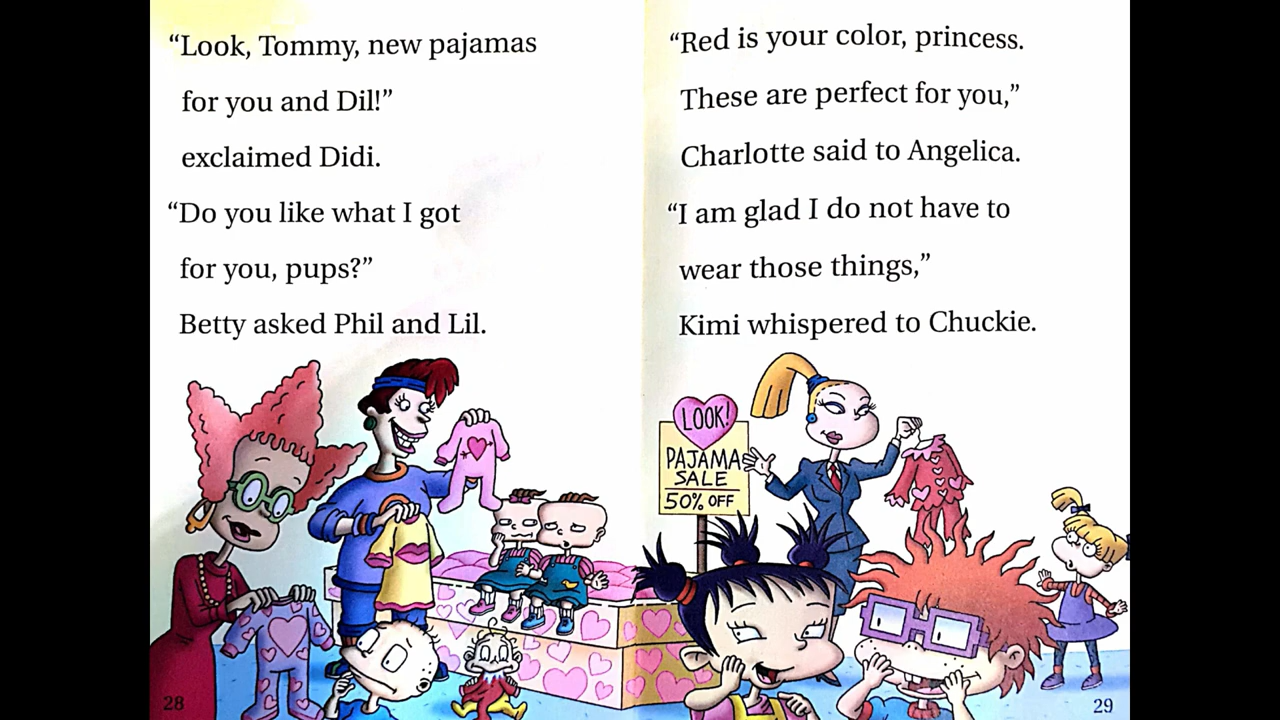 “Look, Tommy, new pajamas
for you and Dil!”
exclaimed Didi.
“Do you like what I got
for you, pups?”
Betty asked Phil and Lil.
28
“Red is your color, princess.
These are perfect for you,”
Charlotte said to Angelica.
“I am glad I do not have to
wear those things,”
Kimi whispered to Chuckie.
LOOK!
PAJAMA
SALE
50% OFF
29